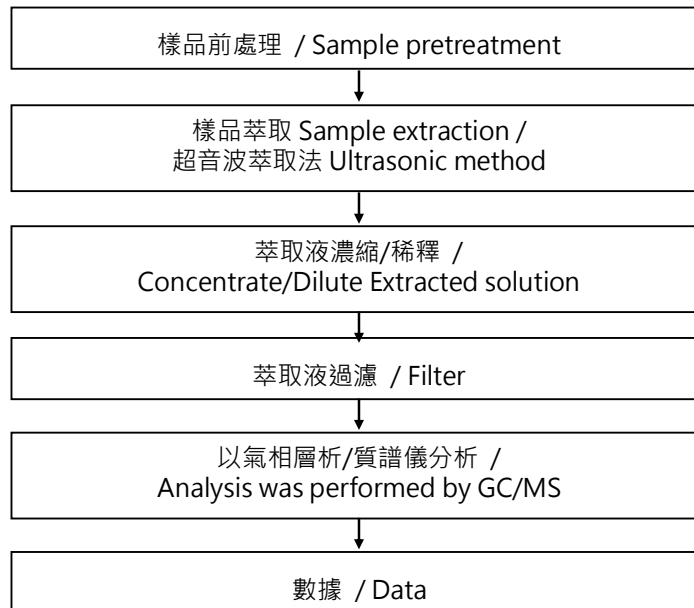 樣品前處理 / Sample pretreatment
樣品萃取 Sample extraction /
超音波萃取法 Ultrasonic method
萃取液濃縮/稀釋 /
Concentrate/Dilute Extracted solution
萃取液過濾 / Filter
以氣相層析/質譜儀分析 /
Analysis was performed by GC/MS
數據 / Data